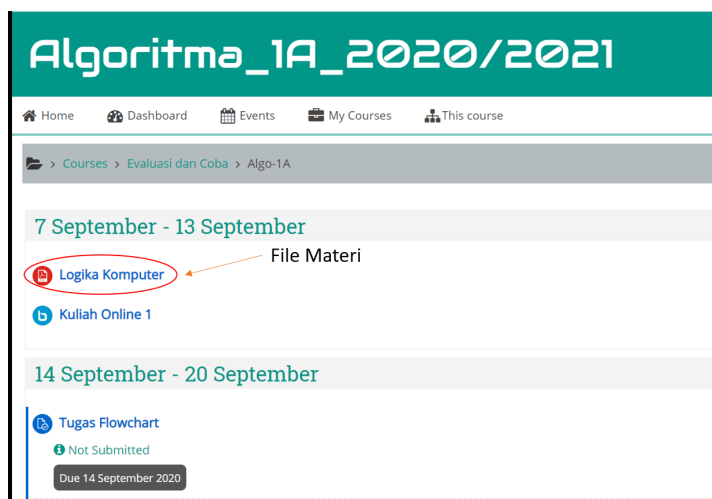 Algoritma_1A_2020/2021
Home Dashboard Events My Courses This course
> Courses > Evaluasi dan Coba > Algo-1A
7 September - 13 September
File Materi
Logika Komputer
Kuliah Online 1
14 September - 20 September
Tugas Flowchart
Not Submitted
Due 14 September 2020